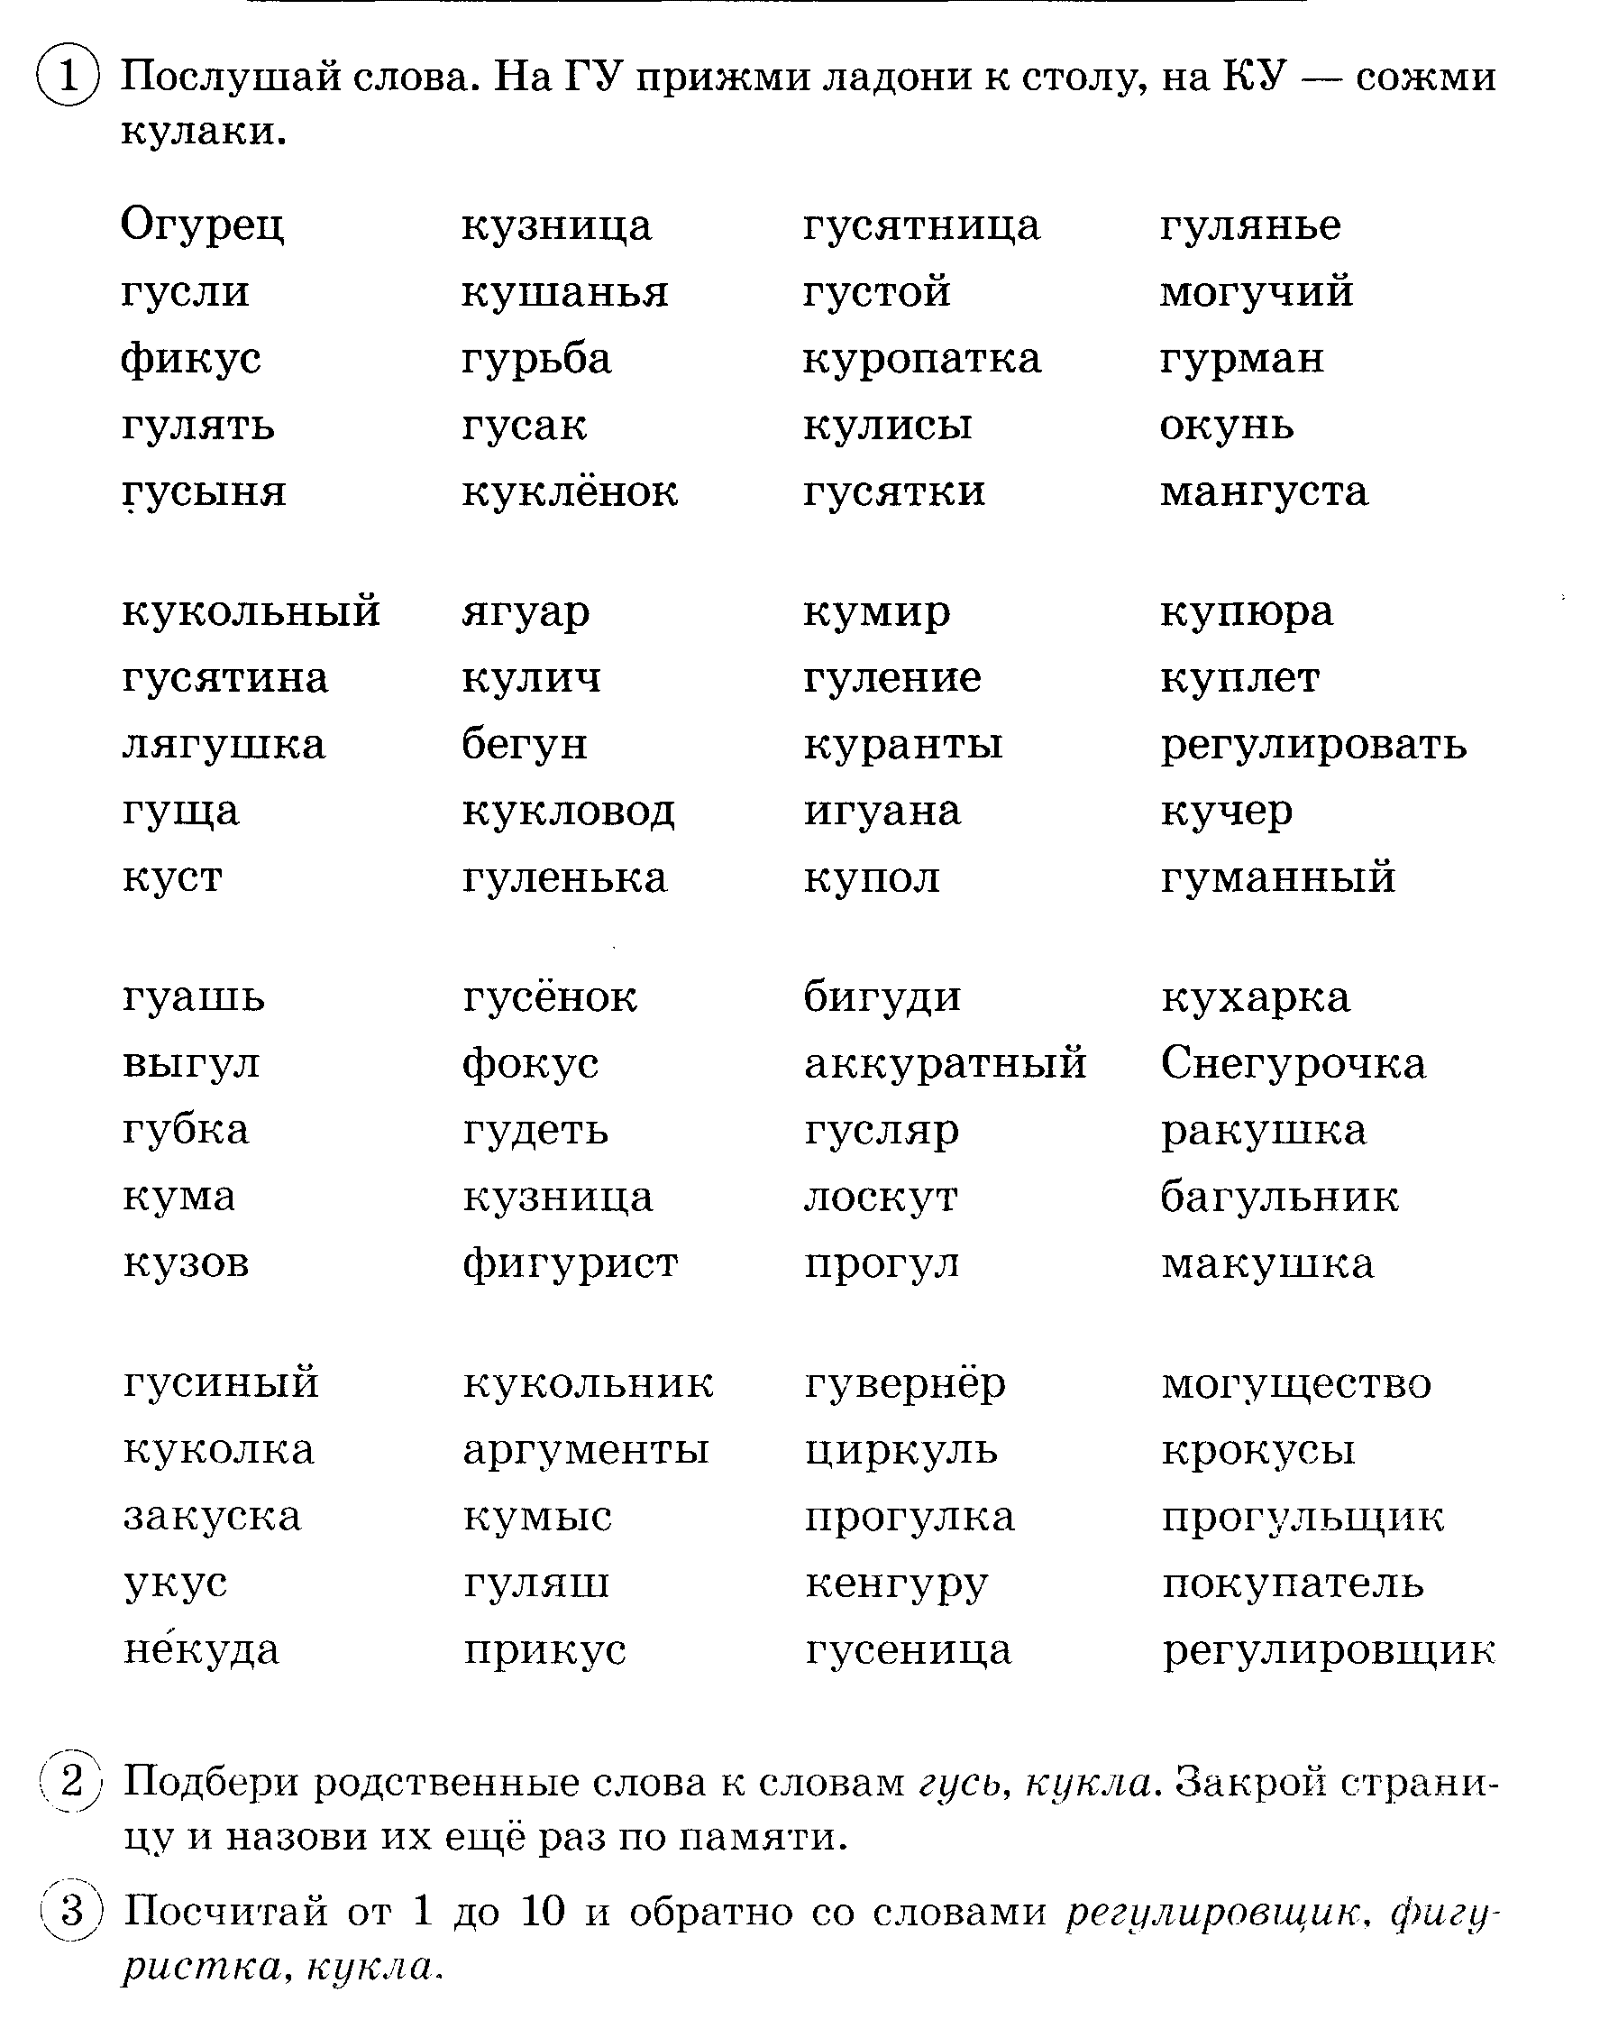 1 Послушай слова. На ГУ прижми ладони к столу, на КУ — сожми
кулаки.
Огурец кузница гусятница гулянье
гусли кушанья густой могучий
фикус гурьба куропатка гурман
гулять гусак кулисы окунь
гусыня куклёнок гусятки мангуста
кукольный ягуар кумир купюра
гусятина кулич гуление куплет
лягушка бегун куранты регулировать
гуща кукловод игуана кучер
куст гуленька купол гуманный
гуашь гусёнок бигуди кухарка
выгул фокус аккуратный Снегурочка
губка гудеть гусляр ракушка
кума кузница лоскут багульник
кузов фигурист прогул макушка
гусиный кукольник гувернёр могущество
куколка аргументы циркуль крокусы
закуска кумыс прогулка прогульщик
укус гуляш кенгуру покупатель
не́куда прикус гусеница регулировщик
2 Подбери родственные слова к словам гусь, кукла. Закрой страни-
цу и назови их ещё раз по памяти.
3 Посчитай от 1 до 10 и обратно со словами регулировщик, фигу-
ристка, кукла.